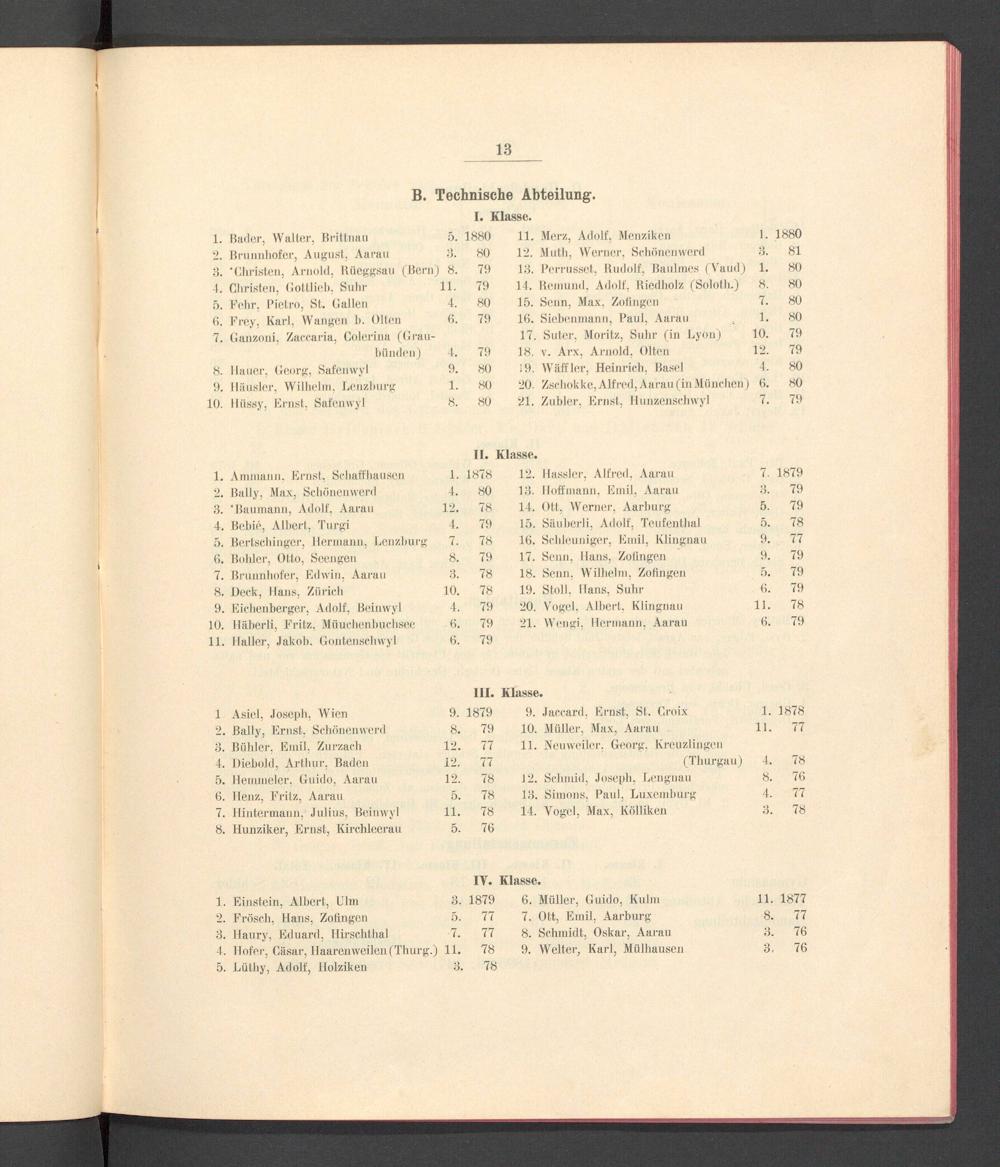 13
B. Technische Abteilung.
I. Klasse.
1. Bader, Walter, Brittnau 5. 1880
2. Brunnhofer, August, Aarau 3. 80
3. *Christen, Arnold, Rüeggsau (Bern) 8. 79
4. Christen, Gottlieb, Suhr 11. 79
5. Fehr, Pietro, St. Gallen 4. 80
6. Frey, Karl, Wangen b. Olten 6. 79
7. Ganzoni, Zaccaria, Colerina (Grau-
bünden) 4. 79
8. Hauer, Georg, Safenwyl 9. 80
9. Häusler, Wilhelm, Lenzburg 1. 80
10. Hüssy, Ernst, Safenwyl 8. 80
11. Merz, Adolf, Menziken 1. 1880
12. Muth, Werner, Schönenwerd 3. 81
13. Perrusset, Rudolf, Baulmes (Vaud) 1. 80
14. Remund, Adolf, Riedholz (Soloth.) 8. 80
15. Senn, Max, Zofingen 7. 80
16. Siebenmann, Paul, Aarau 1. 80
17. Suter, Moritz, Suhr (in Lyon) 10. 79
18. v. Arx, Arnold, Olten 12. 79
19. Wäffler, Heinrich, Basel 4. 80
20. Zschokke, Alfred, Aarau (in München) 6. 80
21. Zubler, Ernst, Hunzenschwyl 7. 79
II. Klasse.
1. Ammann, Ernst, Schaffhausen 1. 1878
2. Bally, Max, Schönenwerd 4. 80
3. *Baumann, Adolf, Aarau 12. 78
4. Bebié, Albert, Turgi 4. 79
5. Bertschinger, Hermann, Lenzburg 7. 78
6. Bohler, Otto, Seengen 8. 79
7. Brunnhofer, Edwin, Aarau 3. 78
8. Deck, Hans, Zürich 10. 78
9. Eichenberger, Adolf, Beinwyl 4. 79
10. Häberli, Fritz, Müuchenbuchsee 6. 79
11. Haller, Jakob, Gontenschwyl 6. 79
12. Hassler, Alfred, Aarau 7. 1879
13. Hoffmann, Emil, Aarau 3. 79
14. Ott, Werner, Aarburg 5. 79
15. Säuberli, Adolf, Teufenthal 5. 78
16. Schleuniger, Emil, Klingnau 9. 77
17. Senn, Hans, Zofingen 9. 79
18. Senn, Wilhelm, Zofingen 5. 79
19. Stoll, Hans, Suhr 6. 79
20. Vogel, Albert, Klingnau 11. 78
21. Wengi, Hermann, Aarau 6. 79
III. Klasse.
1 Asiel, Joseph, Wien 9. 1879
2. Bally, Ernst, Schönenwerd 8. 79
3. Bühler, Emil, Zurzach 12. 77
4. Diebold, Arthur, Baden 12. 77
5. Hemmeler, Guido, Aarau 12. 78
6. Henz, Fritz, Aarau 5. 78
7. Hintermann, Julius, Beinwyl 11. 78
8. Hunziker, Ernst, Kirchleerau 5. 76
9. Jaccard, Ernst, St. Croix 1. 1878
10. Müller, Max, Aarau 11. 77
11. Neuweiler, Georg, Kreuzlingen
(Thurgau) 4. 78
12. Schmid, Joseph, Lengnau 8. 76
13. Simons, Paul, Luxemburg 4. 77
14. Vogel, Max, Kölliken 3. 78
IV. Klasse.
1. Einstein, Albert, Ulm 3. 1879
2. Frösch, Hans, Zofingen 5. 77
3. Haury, Eduard, Hirschthal 7. 77
4. Hofer, Cäsar, Haarenweilen (Thurg.) 11. 78
5. Lüthy, Adolf, Holziken 3. 78
6. Müller, Guido, Kulm 11. 1877
7. Ott, Emil, Aarburg 8. 77
8. Schmidt, Oskar, Aarau 3. 76
9. Welter, Karl, Mülhausen 3. 76